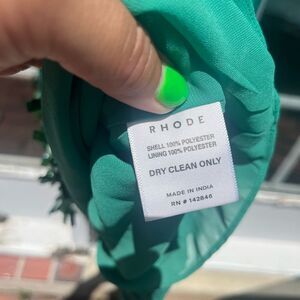 RHODE
SHELL 100% POLYESTER
LINING 100% POLYESTER
DRY CLEAN ONLY
MADE IN INDIA
RN # 142846